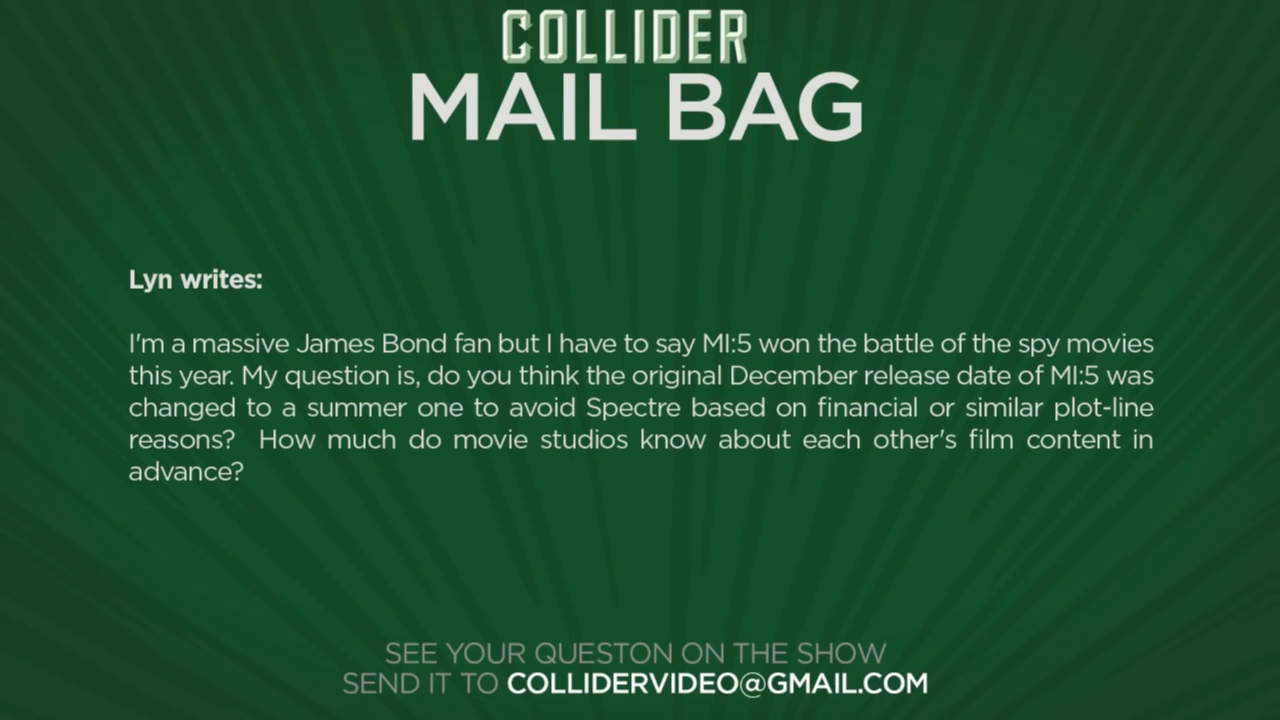 COLLIDER
MAIL BAG
Lyn writes:
I'm a massive James Bond fan but I have to say MI:5 won the battle of the spy movies
this year. My question is, do you think the original December release date of MI:5 was
changed to a summer one to avoid Spectre based on financial or similar plot-line
reasons?  How much do movie studios know about each other's film content in
advance?
SEE YOUR QUESTON ON THE SHOW
SEND IT TO COLLIDERVIDEO@GMAIL.COM